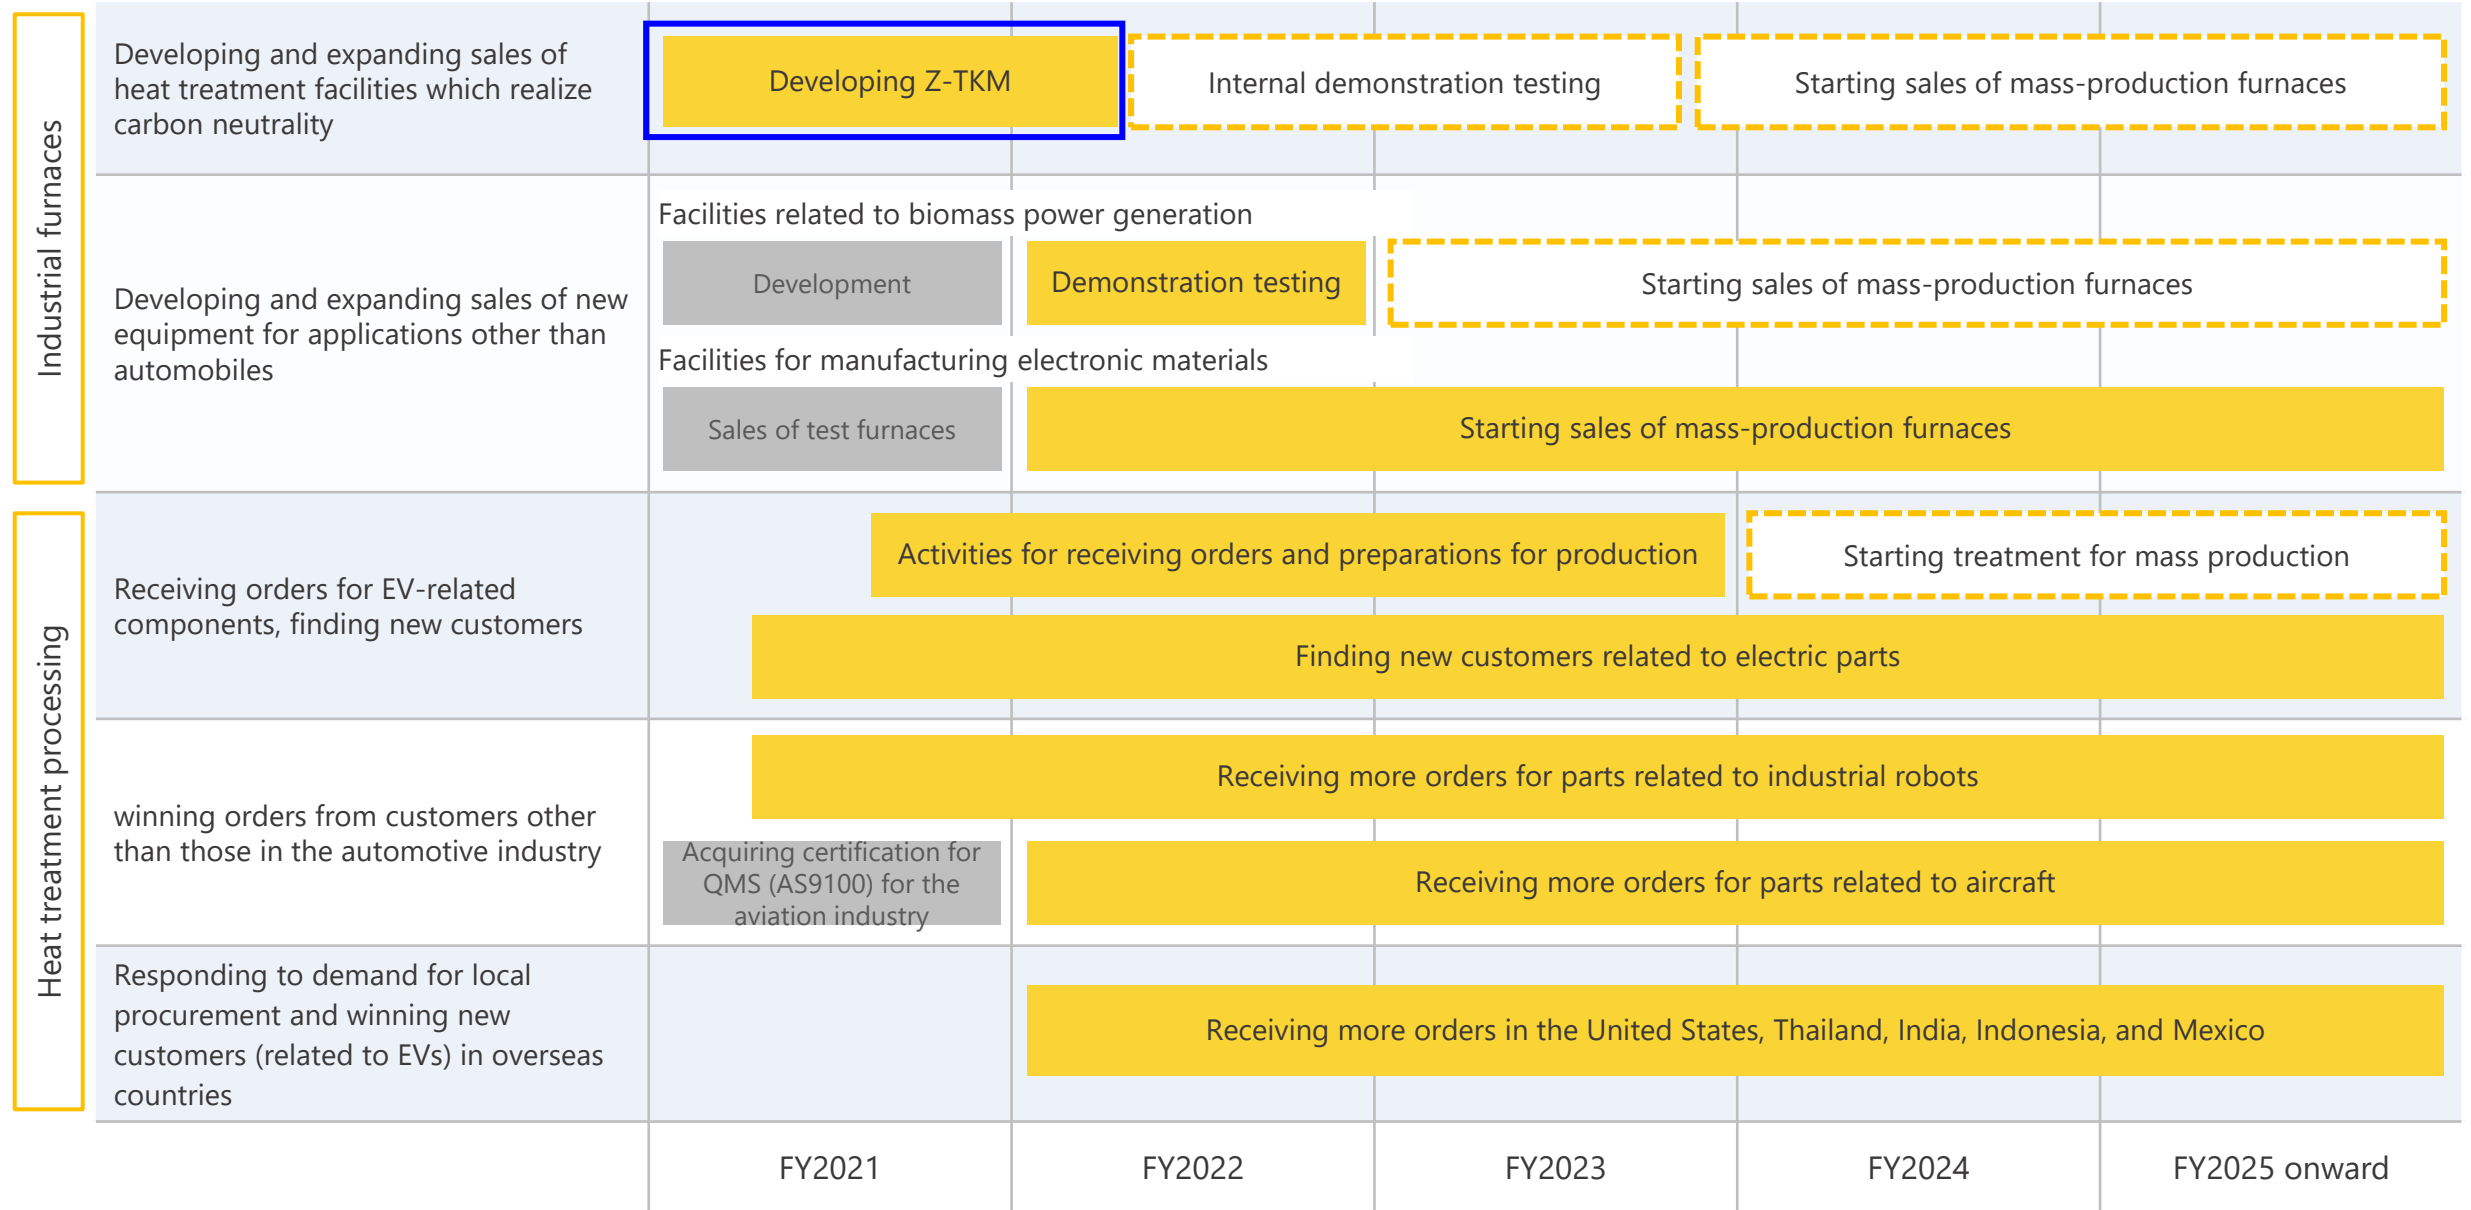 Industrial furnaces
Developing and expanding sales of
heat treatment facilities which realize
carbon neutrality
Developing Z-TKM
Internal demonstration testing
Starting sales of mass-production furnaces
Developing and expanding sales of new
equipment for applications other than
automobiles
Facilities related to biomass power generation
Development
Demonstration testing
Starting sales of mass-production furnaces
Facilities for manufacturing electronic materials
Sales of test furnaces
Starting sales of mass-production furnaces
Heat treatment processing
Receiving orders for EV-related
components, finding new customers
Activities for receiving orders and preparations for production
Starting treatment for mass production
Finding new customers related to electric parts
winning orders from customers other
than those in the automotive industry
Receiving more orders for parts related to industrial robots
Acquiring certification for
QMS (AS9100) for the
aviation industry
Receiving more orders for parts related to aircraft
Responding to demand for local
procurement and winning new
customers (related to EVs) in overseas
countries
Receiving more orders in the United States, Thailand, India, Indonesia, and Mexico
FY2021
FY2022
FY2023
FY2024
FY2025 onward